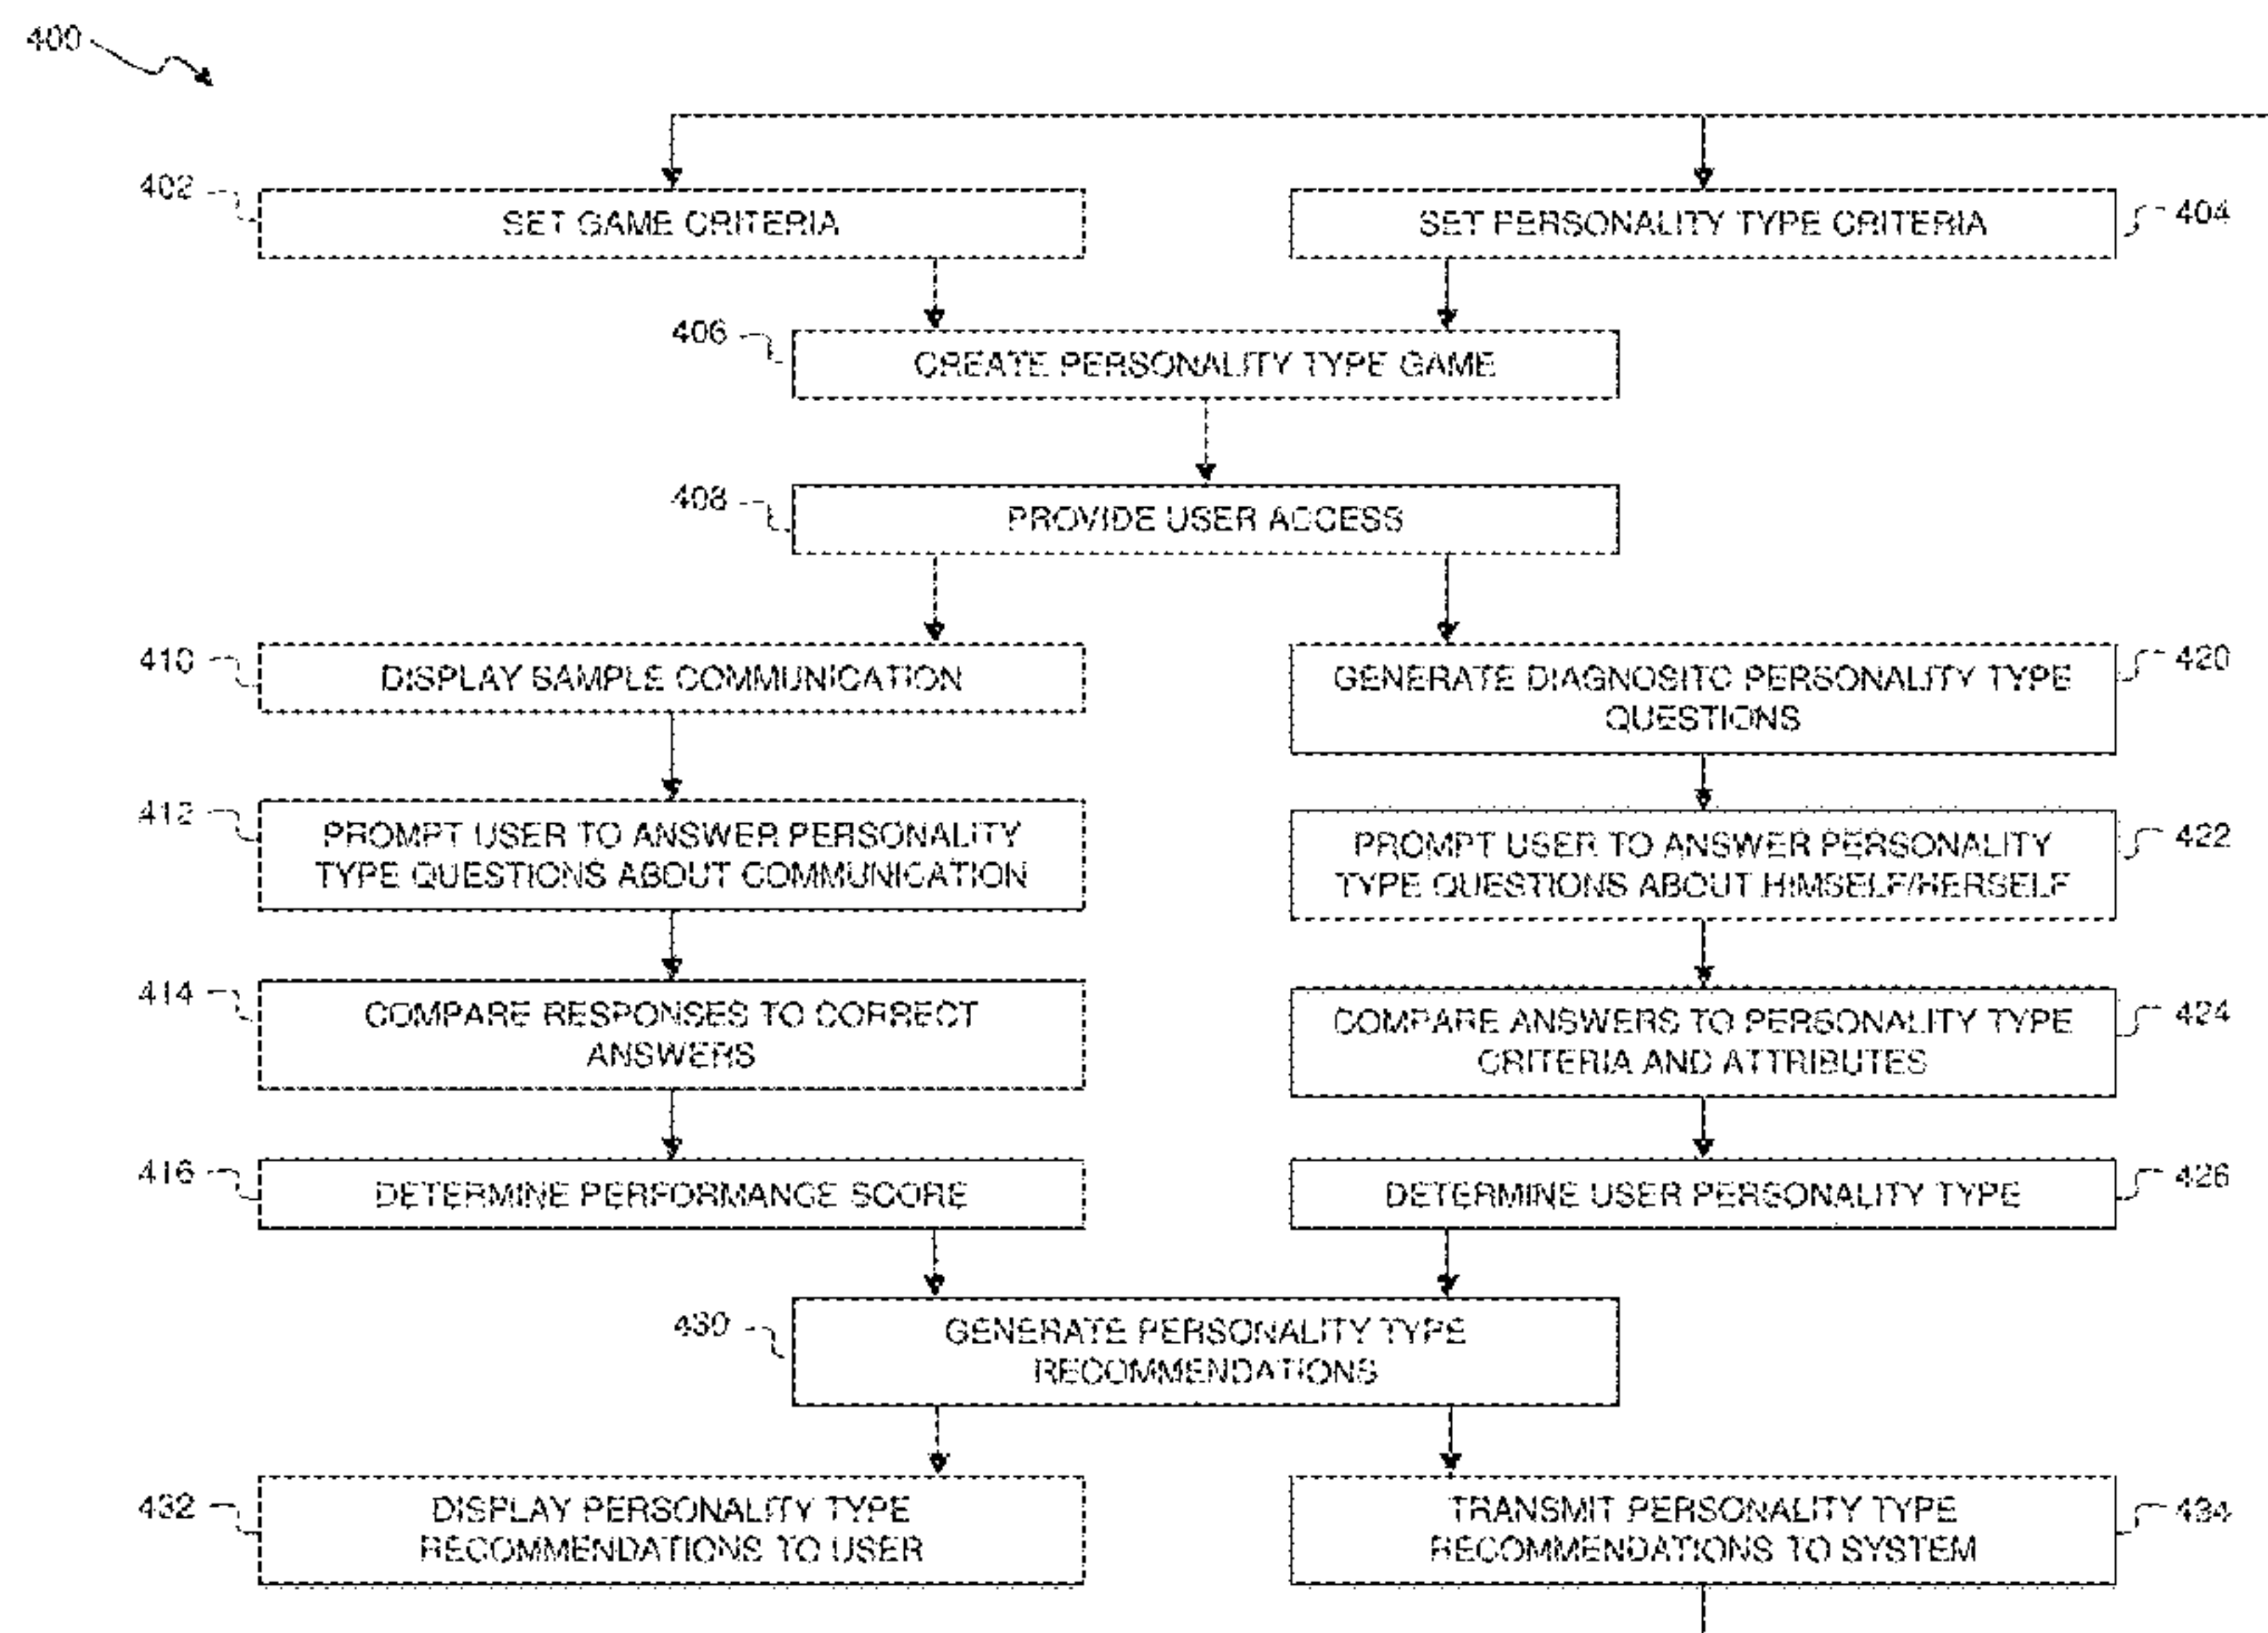 400
402
SET GAME CRITERIA
SET PERSONALITY TYPE CRITERIA
404
406
CREATE PERSONALITY TYPE GAME
408
PROVIDE USER ACCESS
410
DISPLAY SAMPLE COMMUNICATION
GENERATE DIAGNOSITC PERSONALITY TYPE
QUESTIONS
420
412
PROMPT USER TO ANSWER PERSONALITY
TYPE QUESTIONS ABOUT COMMUNICATION
PROMPT USER TO ANSWER PERSONALITY
TYPE QUESTIONS ABOUT HIMSELF/HERSELF
422
414
COMPARE RESPONSES TO CORRECT
ANSWERS
COMPARE ANSWERS TO PERSONALITY TYPE
CRITERIA AND ATTRIBUTES
424
416
DETERMINE PERFORMANCE SCORE
DETERMINE USER PERSONALITY TYPE
426
430
GENERATE PERSONALITY TYPE
RECOMMENDATIONS
432
DISPLAY PERSONALITY TYPE
RECOMMENDATIONS TO USER
TRANSMIT PERSONALITY TYPE
RECOMMENDATIONS TO SYSTEM
434